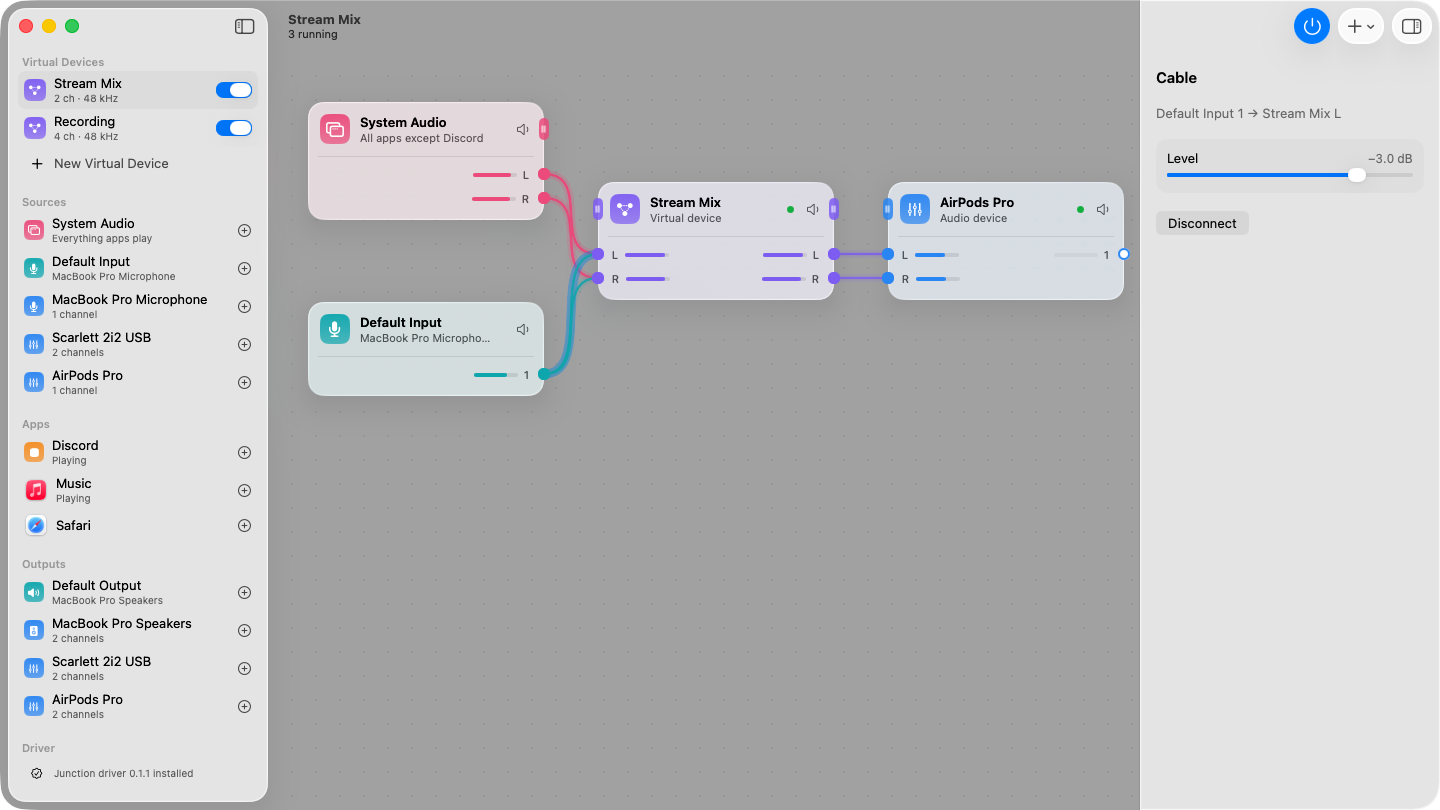 Stream Mix
3 running
Virtual Devices
Stream Mix
2 ch · 48 kHz
Recording
4 ch · 48 kHz
New Virtual Device
Sources
System Audio
Everything apps play
Default Input
MacBook Pro Microphone
MacBook Pro Microphone
1 channel
Scarlett 2i2 USB
2 channels
AirPods Pro
1 channel
Apps
Discord
Playing
Music
Playing
Safari
Outputs
Default Output
MacBook Pro Speakers
MacBook Pro Speakers
2 channels
Scarlett 2i2 USB
2 channels
AirPods Pro
2 channels
Driver
Junction driver 0.1.1 installed
System Audio
All apps except Discord
L
R
Default Input
MacBook Pro Micropho...
1
Stream Mix
Virtual device
L L
R R
AirPods Pro
Audio device
L 1
R
Cable
Default Input 1 → Stream Mix L
Level −3.0 dB
Disconnect